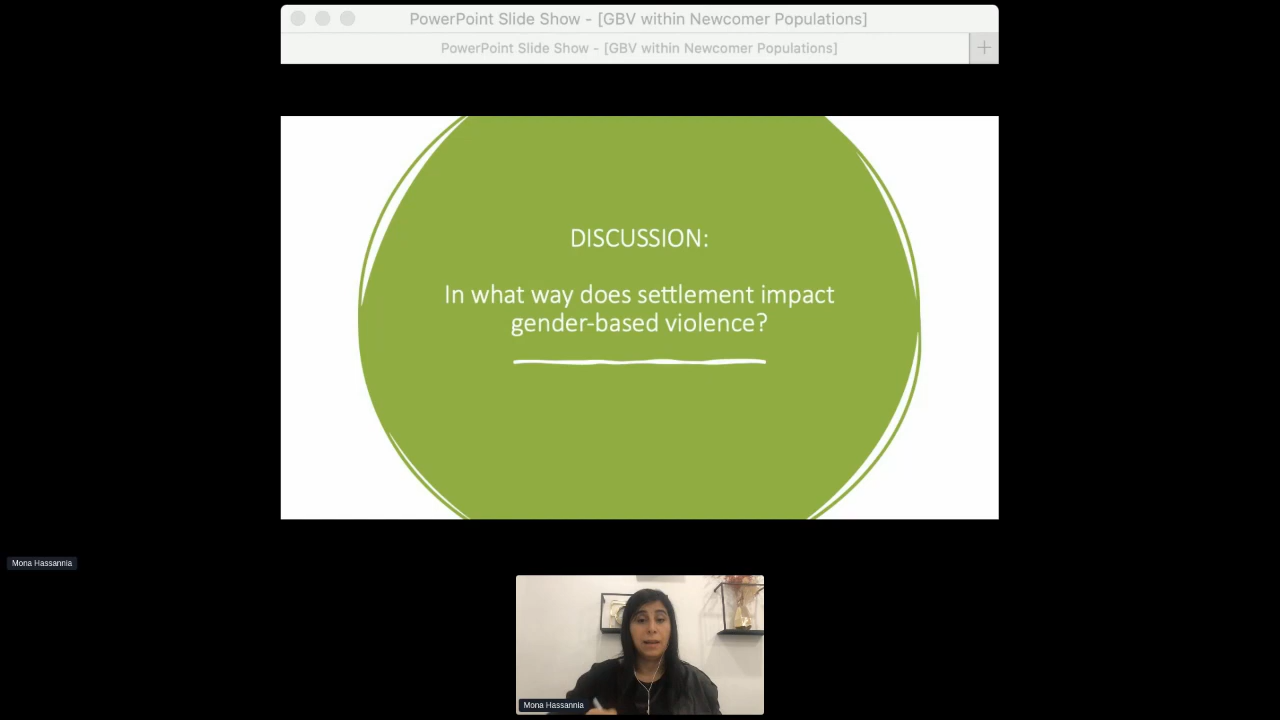 PowerPoint Slide Show - [GBV within Newcomer Populations]
PowerPoint Slide Show - [GBV within Newcomer Populations]
DISCUSSION:
In what way does settlement impact
gender-based violence?
Mona Hassannia
Mona Hassannia